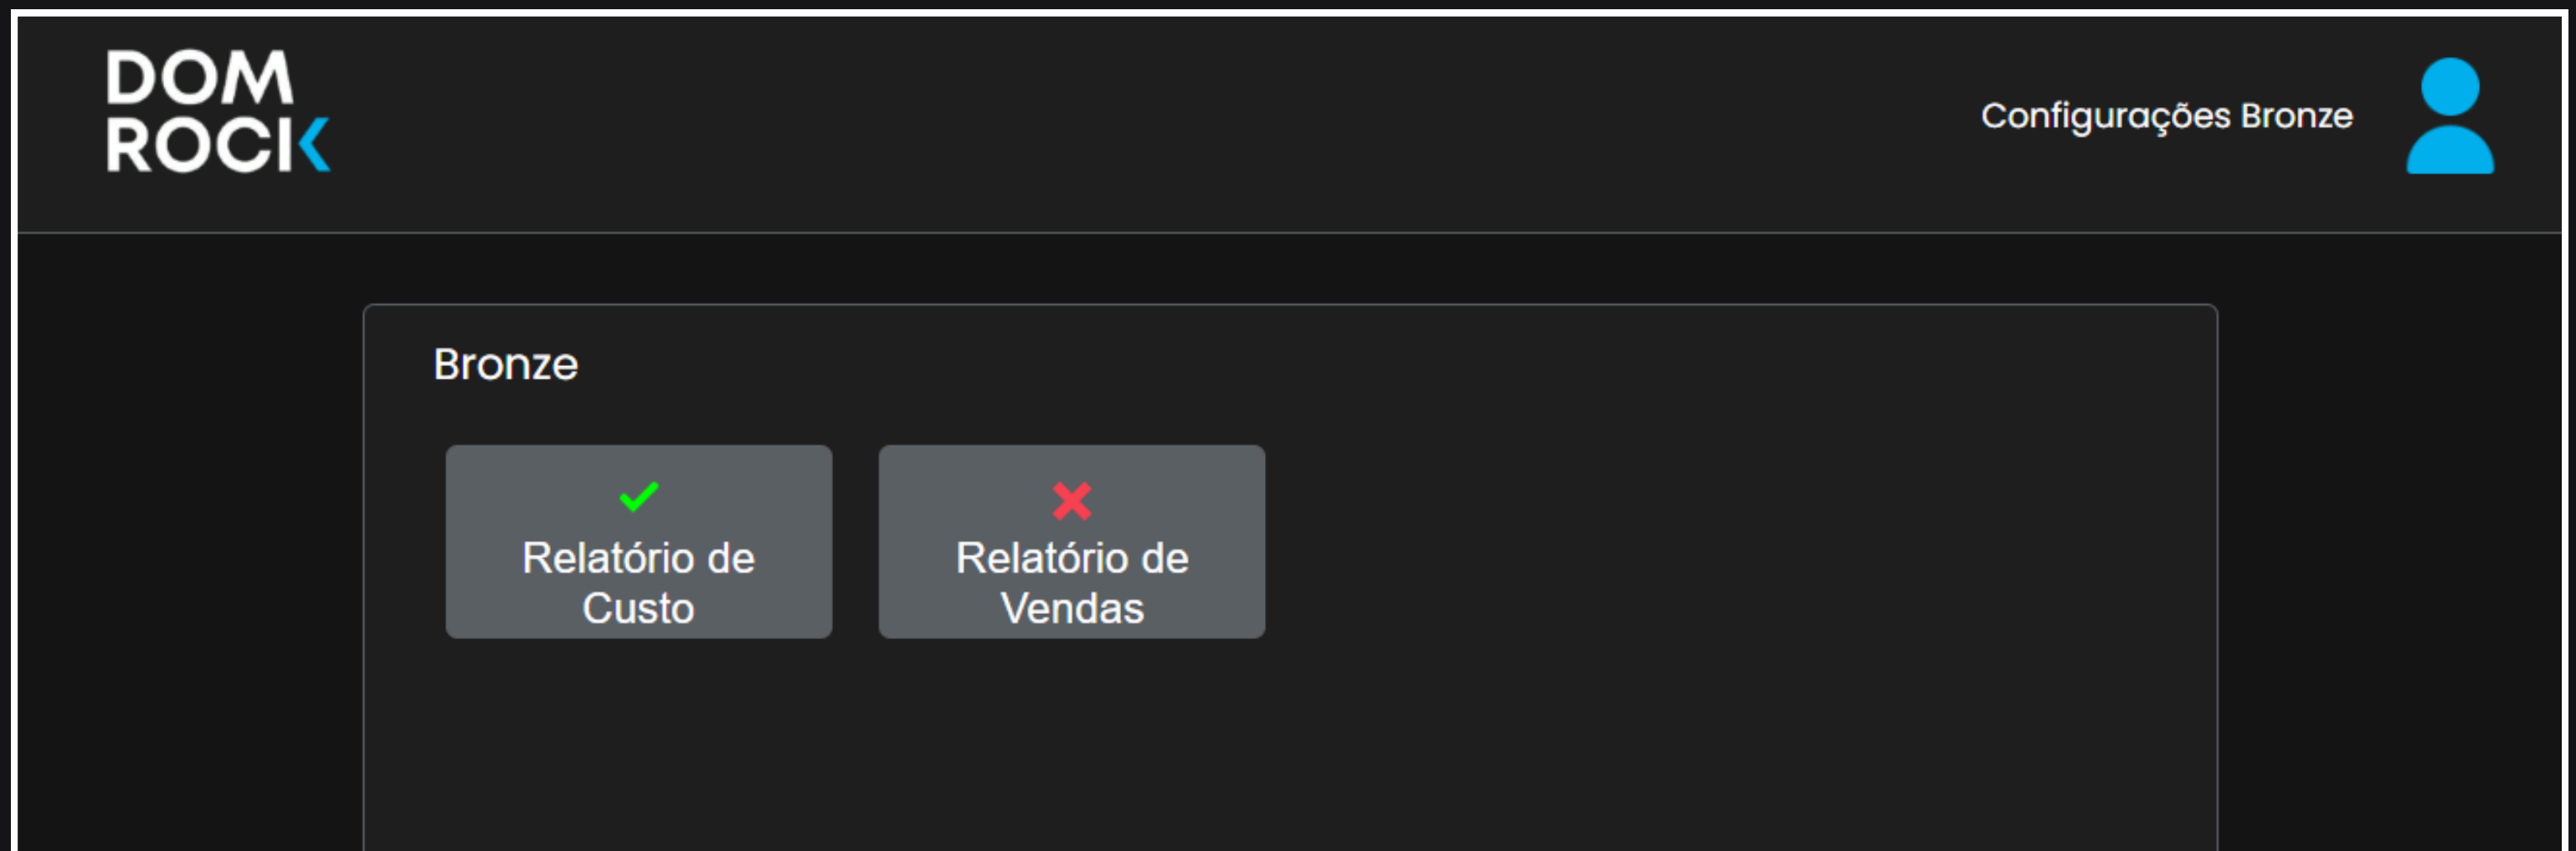 DOM
ROCK
Configurações Bronze
Bronze
Relatório de
Custo
Relatório de
Vendas